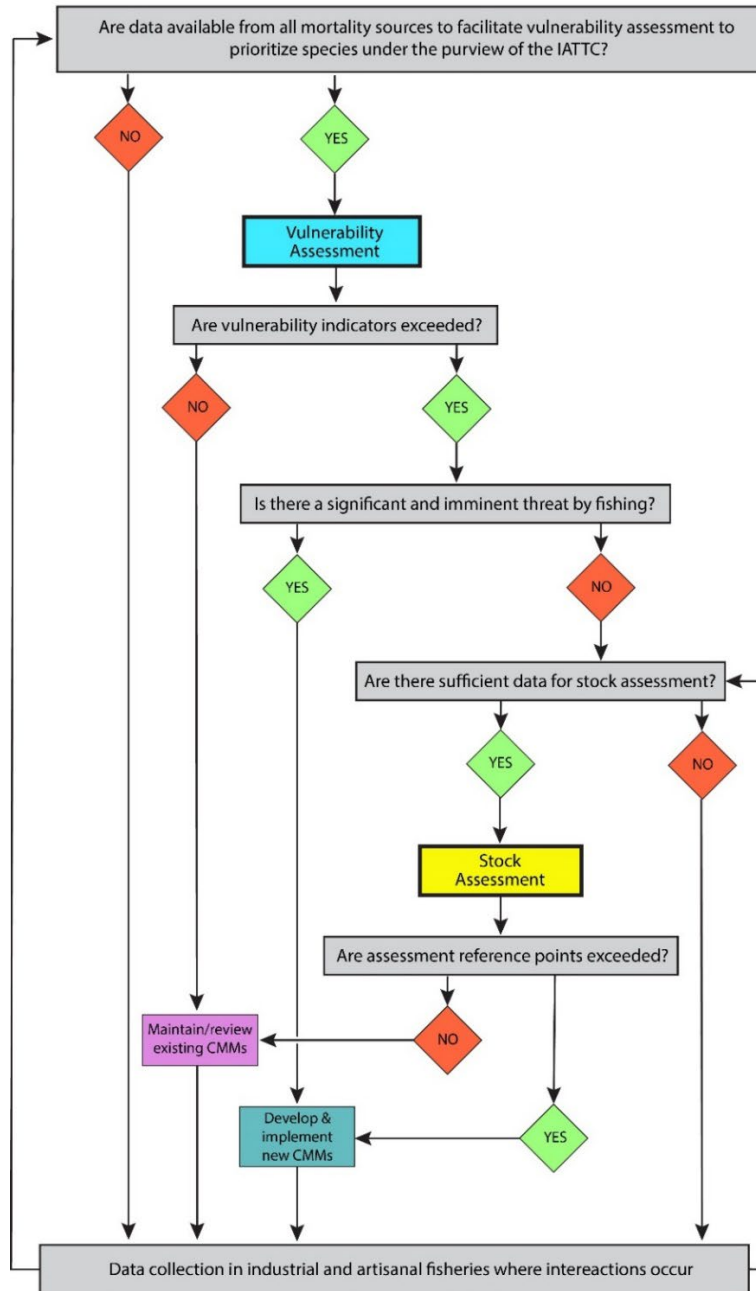 Are data available from all mortality sources to facilitate vulnerability assessment to
prioritize species under the purview of the IATTC?
NO
YES
Vulnerability
Assessment
Are vulnerability indicators exceeded?
NO
YES
Is there a significant and imminent threat by fishing?
YES
NO
Are there sufficient data for stock assessment?
YES
NO
Stock
Assessment
Are assessment reference points exceeded?
Maintain/review
existing CMMs
NO
Develop &
implement
new CMMs
YES
Data collection in industrial and artisanal fisheries where intereactions occur